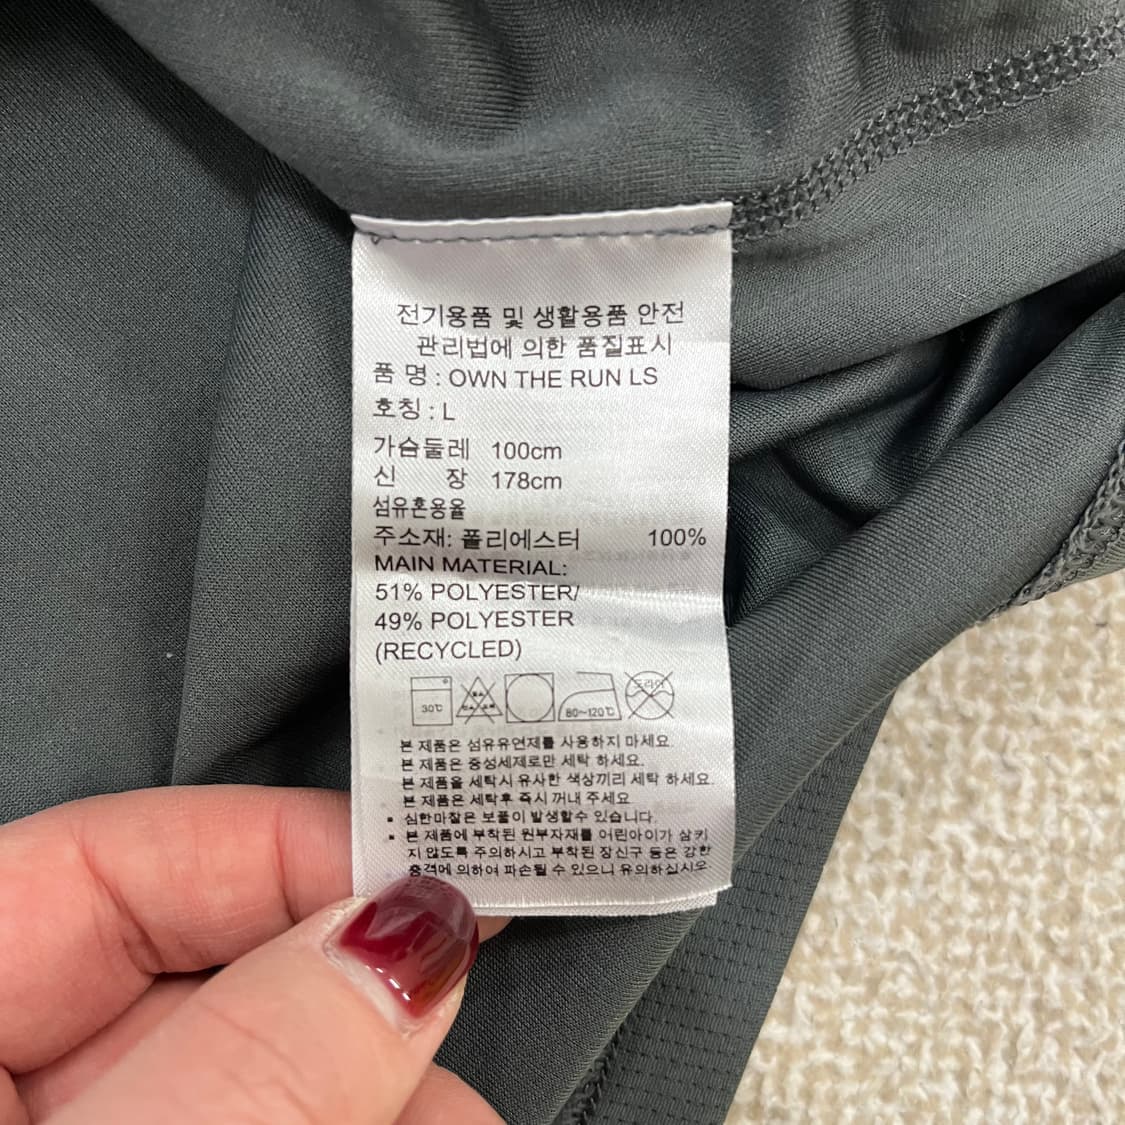 전기용품 및 생활용품 안전
관리법에 의한 품질표시
품 명 : OWN THE RUN LS
호칭 : L
가슴둘레 100cm
신 장 178cm
섬유혼용율
주소재: 폴리에스터 100%
MAIN MATERIAL:
51% POLYESTER/
49% POLYESTER
(RECYCLED)
30℃ 80~120℃ 드라이
본 제품은 섬유유연제를 사용하지 마세요.
본 제품은 중성세제로만 세탁 하세요.
본 제품을 세탁시 유사한 색상끼리 세탁 하세요.
본 제품은 세탁후 즉시 꺼내 주세요.
▪ 심한마찰은 보풀이 발생할수 있습니다.
▪ 본 제품에 부착된 원부자재를 어린아이가 삼키
지 않도록 주의하시고 부착된 장신구 등은 강한
충격에 의하여 파손될 수 있으니 유의하십시오